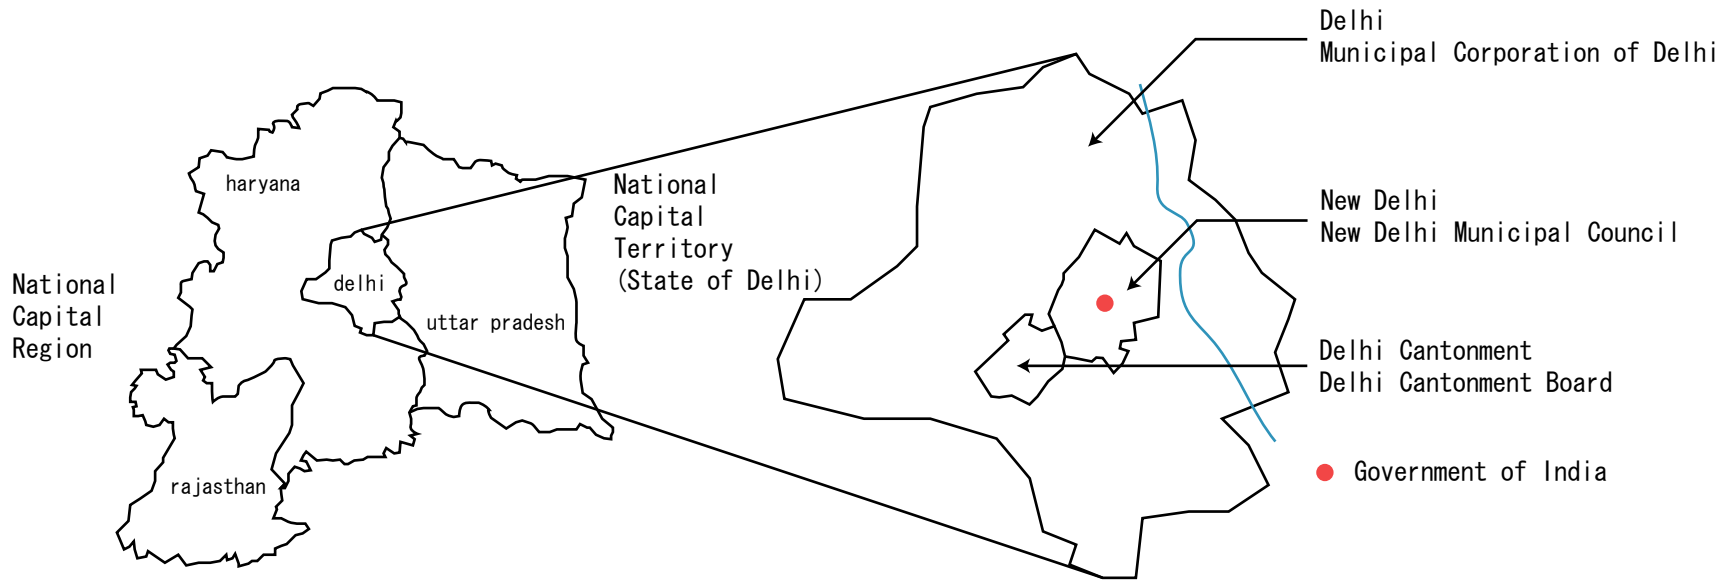 National
Capital
Region
haryana
delhi
uttar pradesh
rajasthan
National
Capital
Territory
(State of Delhi)
Delhi
Municipal Corporation of Delhi
New Delhi
New Delhi Municipal Council
Delhi Cantonment
Delhi Cantonment Board
Government of India